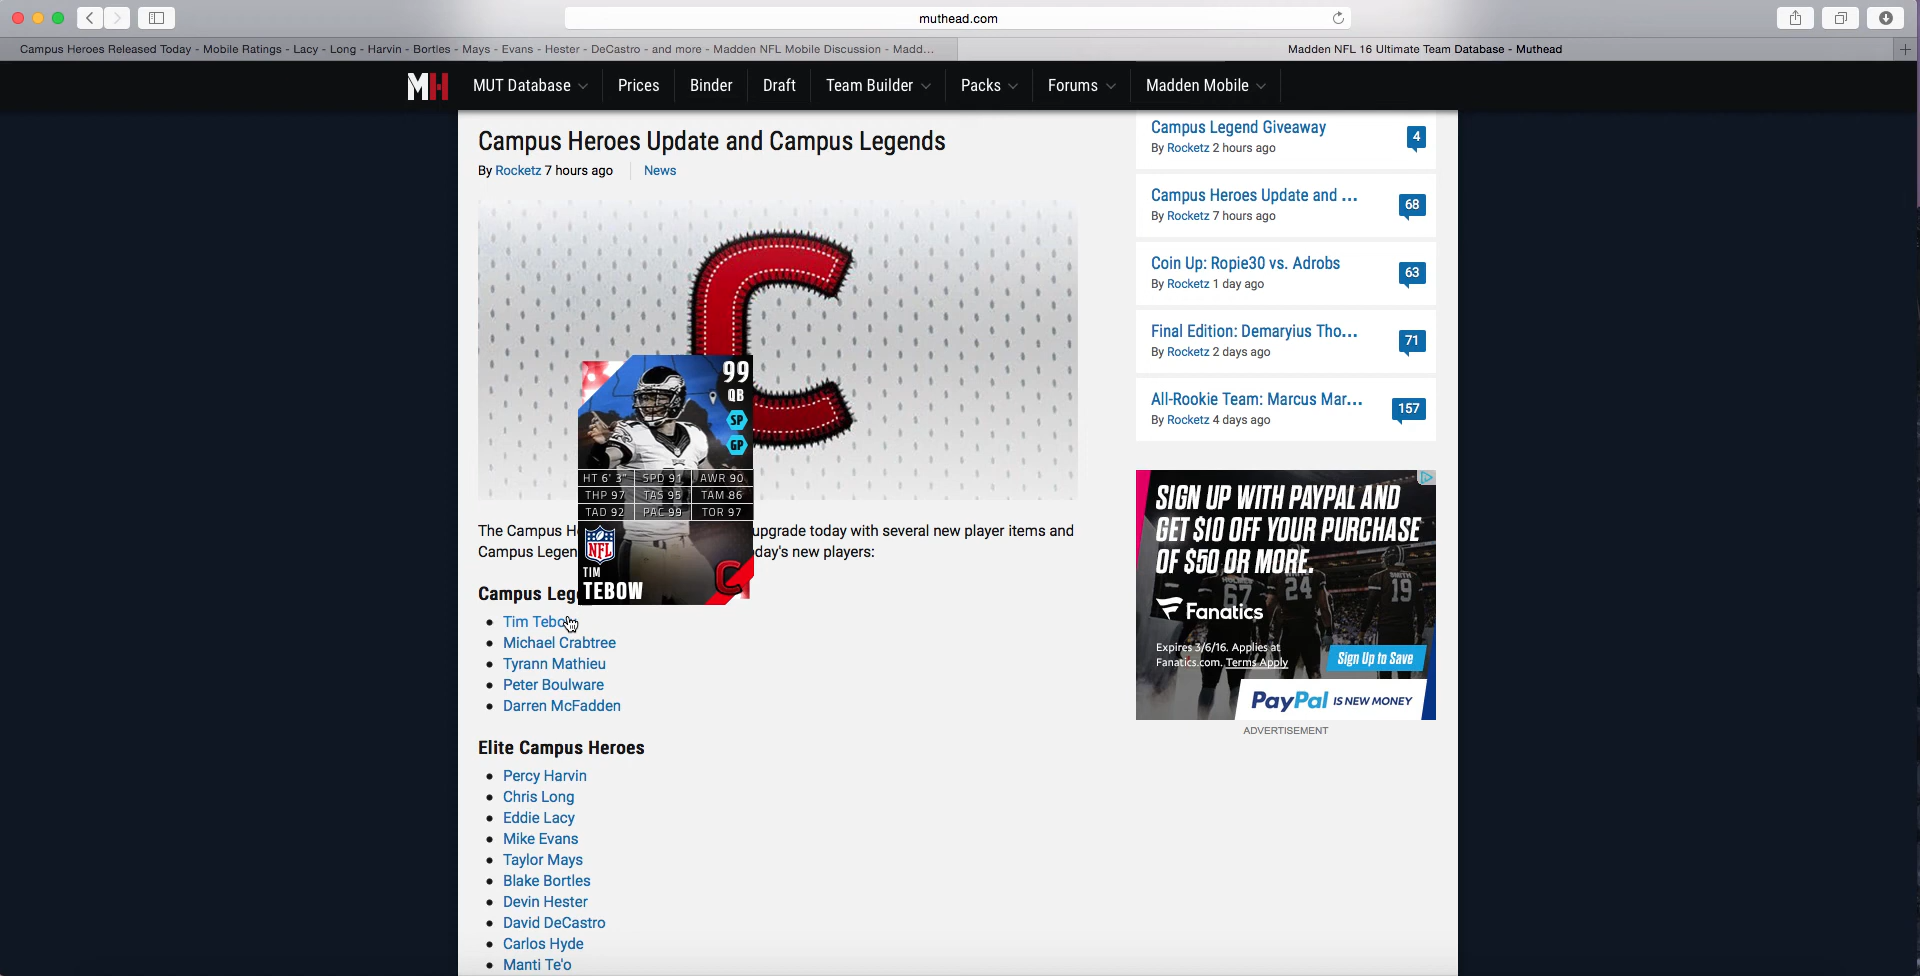 muthead.com
Campus Heroes Released Today - Mobile Ratings - Lacy - Long - Harvin - Bortles - Mays - Evans - Hester - DeCastro - and more - Madden NFL Mobile Discussion - Madd...
Madden NFL 16 Ultimate Team Database - Muthead
MH
MUT Database
Prices
Binder
Draft
Team Builder
Packs
Forums
Madden Mobile
Campus Heroes Update and Campus Legends
By Rocketz 7 hours ago
News
C
99
QB
SP
GP
HT 6' 3" SPD 91 AWR 90
THP 97 TAS 95 TAM 86
TAD 92 PAC 99 TOR 97
NFL
TIM
TEBOW
C
The Campus H upgrade today with several new player items and
Campus Legen day's new players:
Campus Leg
Tim Tebo
Michael Crabtree
Tyrann Mathieu
Peter Boulware
Darren McFadden
Elite Campus Heroes
Percy Harvin
Chris Long
Eddie Lacy
Mike Evans
Taylor Mays
Blake Bortles
Devin Hester
David DeCastro
Carlos Hyde
Manti Te'o
Campus Legend Giveaway
4
By Rocketz 2 hours ago
Campus Heroes Update and ...
68
By Rocketz 7 hours ago
Coin Up: Ropie30 vs. Adrobs
63
By Rocketz 1 day ago
Final Edition: Demaryius Tho...
71
By Rocketz 2 days ago
All-Rookie Team: Marcus Mar...
157
By Rocketz 4 days ago
SIGN UP WITH PAYPAL AND
GET $10 OFF YOUR PURCHASE
OF $50 OR MORE.
HOLMES
67
24
SMITH
19
Fanatics
Expires 3/6/16. Applies at
Fanatics.com. Terms Apply
Sign Up to Save
PayPal IS NEW MONEY
ADVERTISEMENT